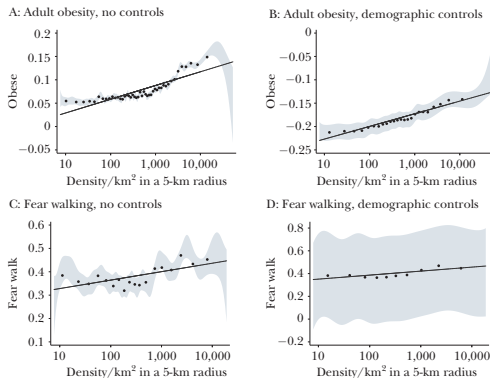 A: Adult obesity, no controls
0.2
0.15
0.1
0.05
0
−0.05
Obese
10 100 1,000 10,000
Density/km² in a 5-km radius
B: Adult obesity, demographic controls
0
−0.05
−0.1
−0.15
−0.2
−0.25
Obese
10 100 1,000 10,000
Density/km² in a 5-km radius
C: Fear walking, no controls
0.6
0.5
0.4
0.3
0.2
0.1
Fear walk
10 100 1,000 10,000
Density/km² in a 5-km radius
D: Fear walking, demographic controls
0.8
0.6
0.4
0.2
0
−0.2
Fear walk
10 100 1,000 10,000
Density/km² in a 5-km radius